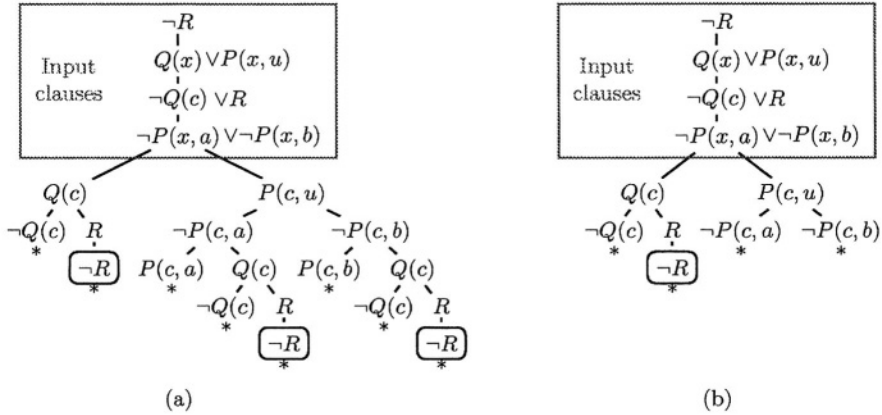 ¬R
Q(x) ∨P(x, u)
Input clauses
¬Q(c) ∨R
¬P(x, a) ∨¬P(x, b)
Q(c) P(c, u)
¬Q(c) R ¬P(c, a) ¬P(c, b)
*
¬R P(c, a) Q(c) P(c, b) Q(c)
* * *
¬Q(c) R ¬Q(c) R
* *
¬R ¬R
* *
(a)
¬R
Q(x) ∨P(x, u)
Input clauses
¬Q(c) ∨R
¬P(x, a) ∨¬P(x, b)
Q(c) P(c, u)
¬Q(c) R ¬P(c, a) ¬P(c, b)
* * *
¬R
*
(b)